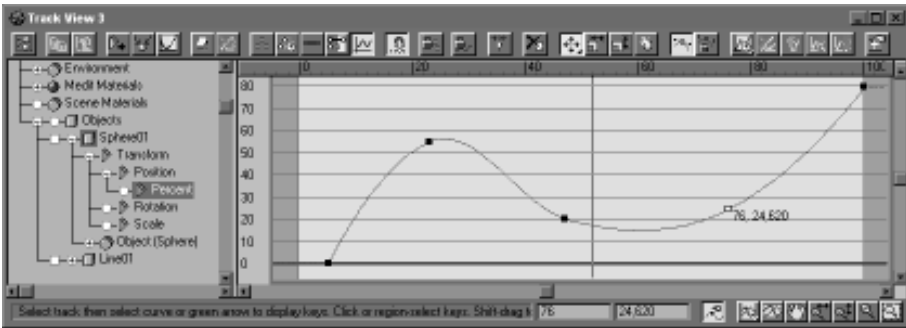 Track View 3
Environment
Medit Materials
Scene Materials
Objects
Sphere01
Transform
Position
Percent
Rotation
Scale
Object (Sphere)
Line01
0 20 40 60 80 100
80
70
60
50
40
30
20
10
0
76, 24,620
Select track then select curve or green arrow to display keys. Click or region-select keys. Shift-drag t
76
24,620